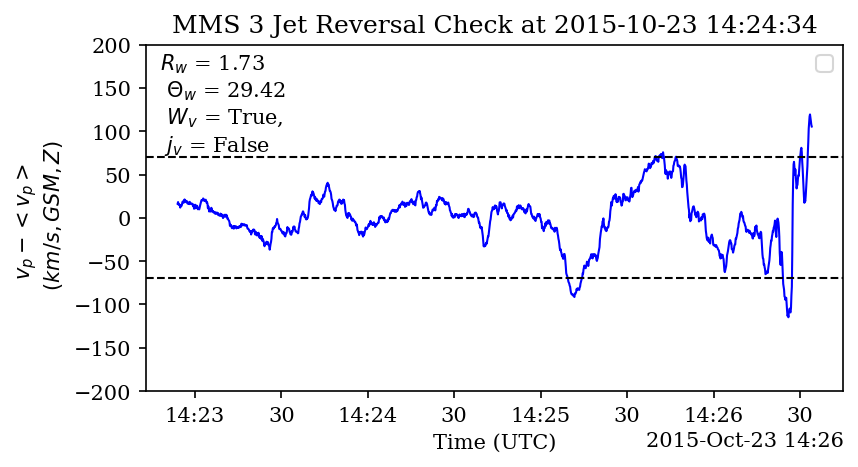 MMS 3 Jet Reversal Check at 2015-10-23 14:24:34
R_w = 1.73
Θ_w = 29.42
W_v = True,
j_v = False
200
150
100
50
0
−50
−100
−150
−200
v_p − < v_p >
(km/s, GSM, Z)
14:23 30 14:24 30 14:25 30 14:26 30
Time (UTC)
2015-Oct-23 14:26